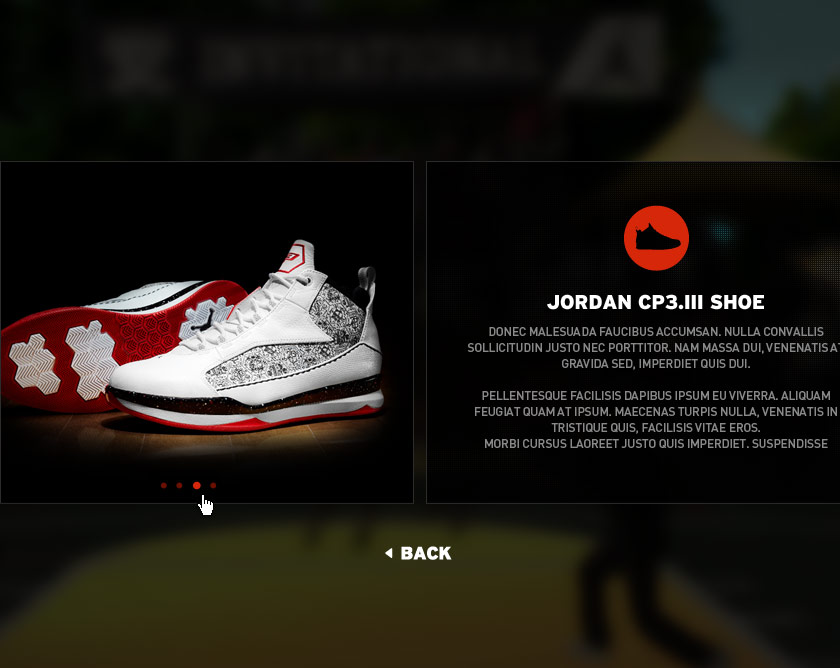 INVITATIONAL
JORDAN CP3.III SHOE
DONEC MALESUADA FAUCIBUS ACCUMSAN. NULLA CONVALLIS
SOLLICITUDIN JUSTO NEC PORTTITOR. NAM MASSA DUI, VENENATIS AT
GRAVIDA SED, IMPERDIET QUIS DUI.
PELLENTESQUE FACILISIS DAPIBUS IPSUM EU VIVERRA. ALIQUAM
FEUGIAT QUAM AT IPSUM. MAECENAS TURPIS NULLA, VENENATIS IN
TRISTIQUE QUIS, FACILISIS VITAE EROS.
MORBI CURSUS LAOREET JUSTO QUIS IMPERDIET. SUSPENDISSE
BACK